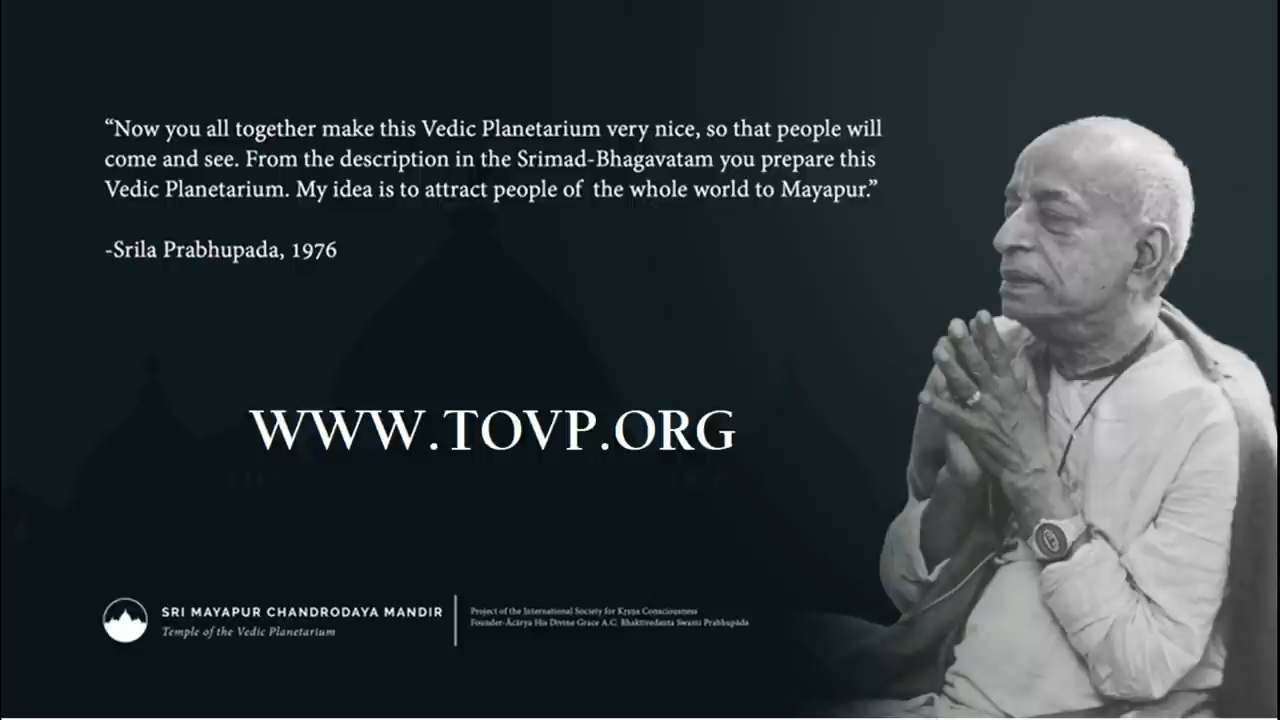 “Now you all together make this Vedic Planetarium very nice, so that people will
come and see. From the description in the Srimad-Bhagavatam you prepare this
Vedic Planetarium. My idea is to attract people of the whole world to Mayapur.”
-Srila Prabhupada, 1976
WWW.TOVP.ORG
SRI MAYAPUR CHANDRODAYA MANDIR
Temple of the Vedic Planetarium
Project of the International Society for Kṛṣṇa Consciousness
Founder-Ācārya His Divine Grace A.C. Bhaktivedanta Swami Prabhupāda